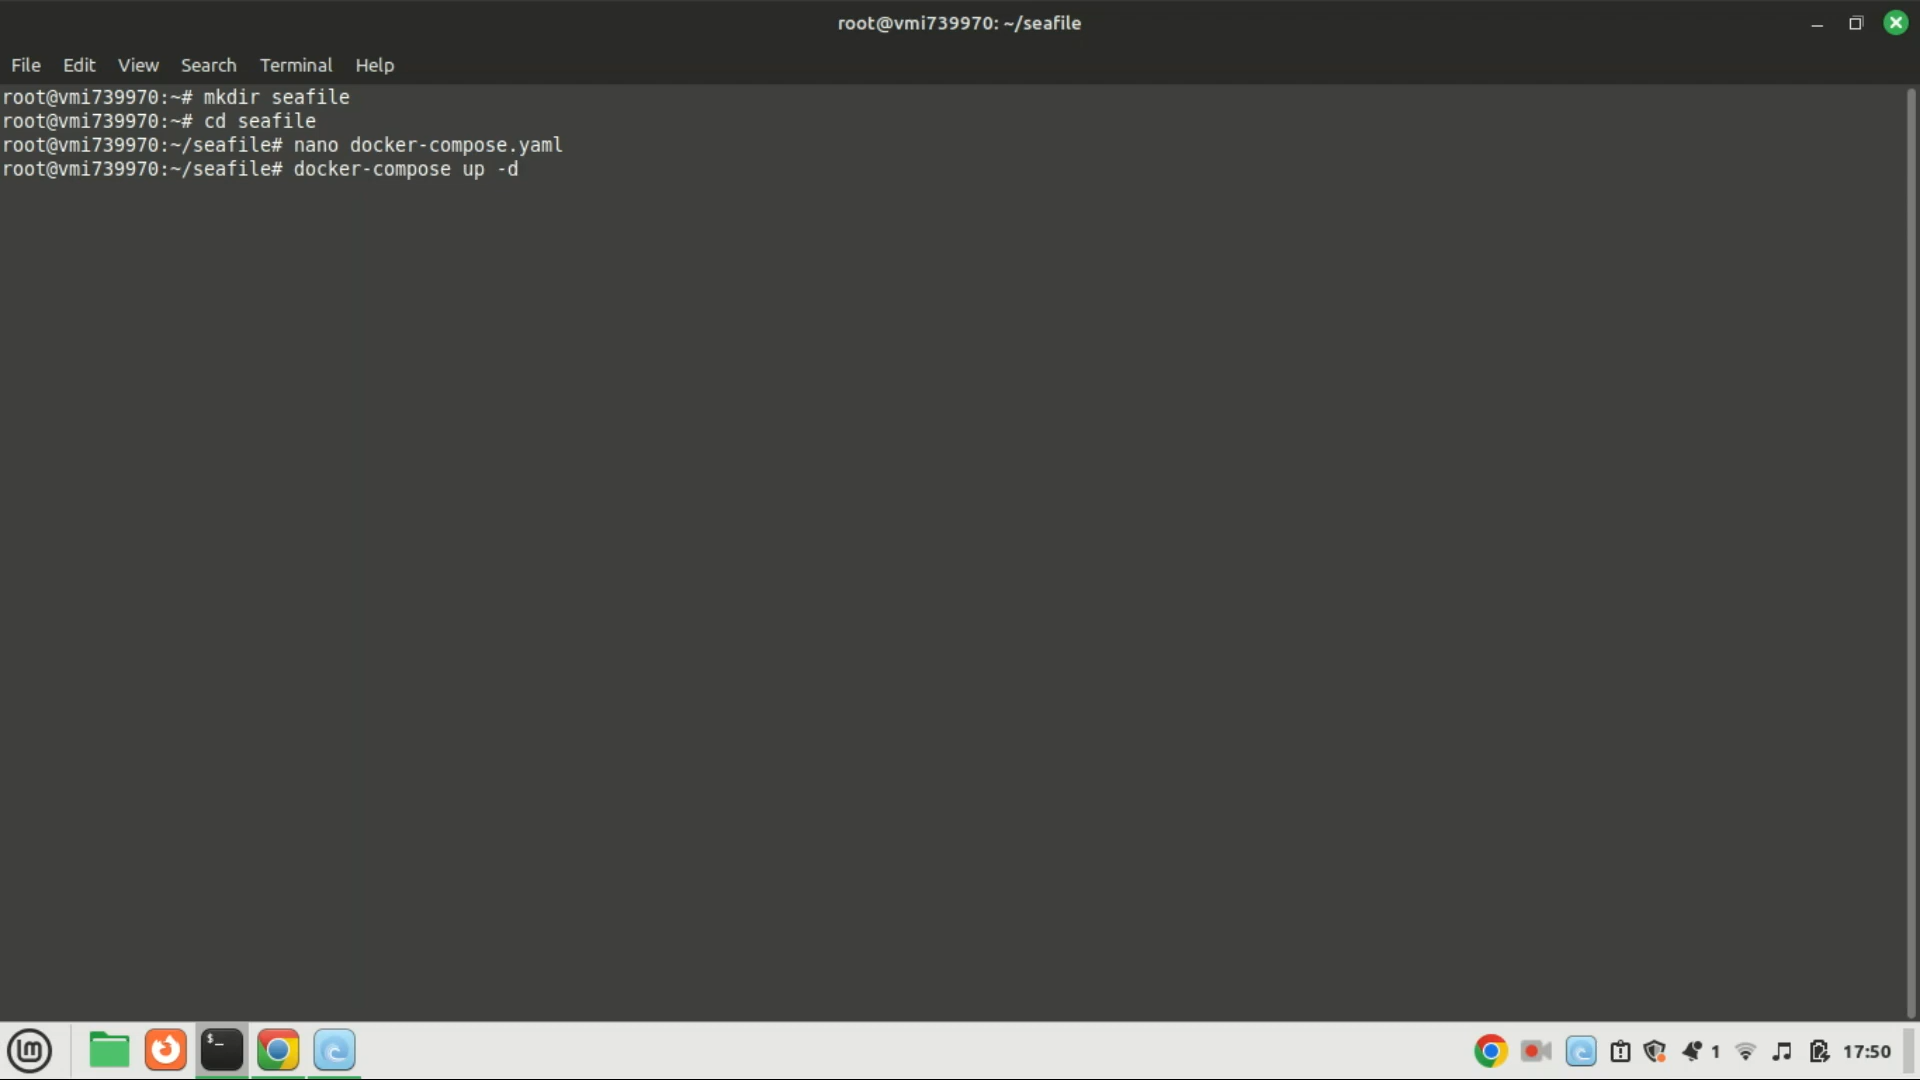 root@vmi739970: ~/seafile
File Edit View Search Terminal Help
root@vmi739970:~# mkdir seafile
root@vmi739970:~# cd seafile
root@vmi739970:~/seafile# nano docker-compose.yaml
root@vmi739970:~/seafile# docker-compose up -d
$_
1 17:50